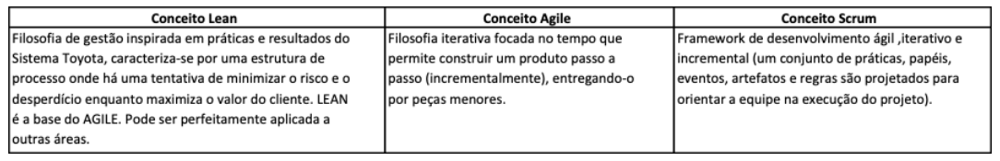 Conceito Lean
Filosofia de gestão inspirada em práticas e resultados do
Sistema Toyota, caracteriza-se por uma estrutura de
processo onde há uma tentativa de minimizar o risco e o
desperdício enquanto maximiza o valor do cliente. LEAN
é a base do AGILE. Pode ser perfeitamente aplicada a
outras áreas.
Conceito Agile
Filosofia iterativa focada no tempo que
permite construir um produto passo a
passo (incrementalmente), entregando-o
por peças menores.
Conceito Scrum
Framework de desenvolvimento ágil ,iterativo e
incremental (um conjunto de práticas, papéis,
eventos, artefatos e regras são projetados para
orientar a equipe na execução do projeto).